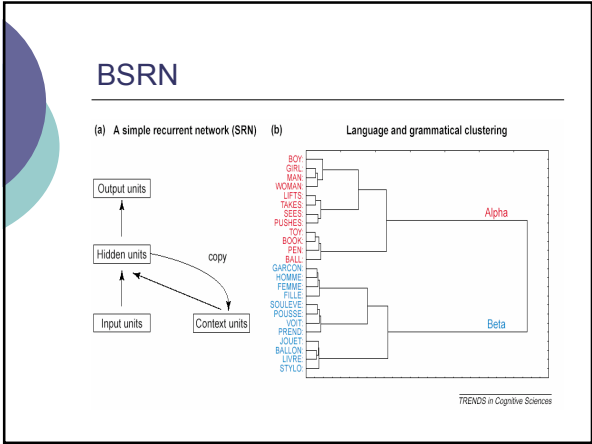 BSRN
(a) A simple recurrent network (SRN)
(b) Language and grammatical clustering
Output units
Hidden units
copy
Input units
Context units
BOY:
GIRL:
MAN:
WOMAN:
LIFTS:
TAKES:
SEES:
PUSHES:
TOY:
BOOK:
PEN:
BALL:
GARCON:
HOMME:
FEMME:
FILLE:
SOULEVE:
POUSSE:
VOIT:
PREND:
JOUET:
BALLON:
LIVRE:
STYLO:
Alpha
Beta
TRENDS in Cognitive Sciences